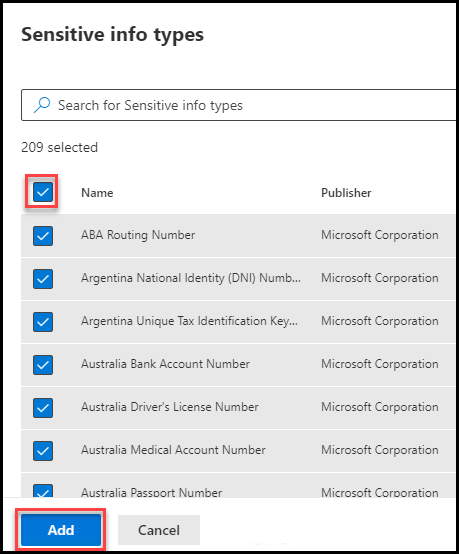 Sensitive info types
Search for Sensitive info types
209 selected
Name Publisher
ABA Routing Number Microsoft Corporation
Argentina National Identity (DNI) Numb... Microsoft Corporation
Argentina Unique Tax Identification Key... Microsoft Corporation
Australia Bank Account Number Microsoft Corporation
Australia Driver's License Number Microsoft Corporation
Australia Medical Account Number Microsoft Corporation
Australia Passport Number Microsoft Corporation
Add Cancel